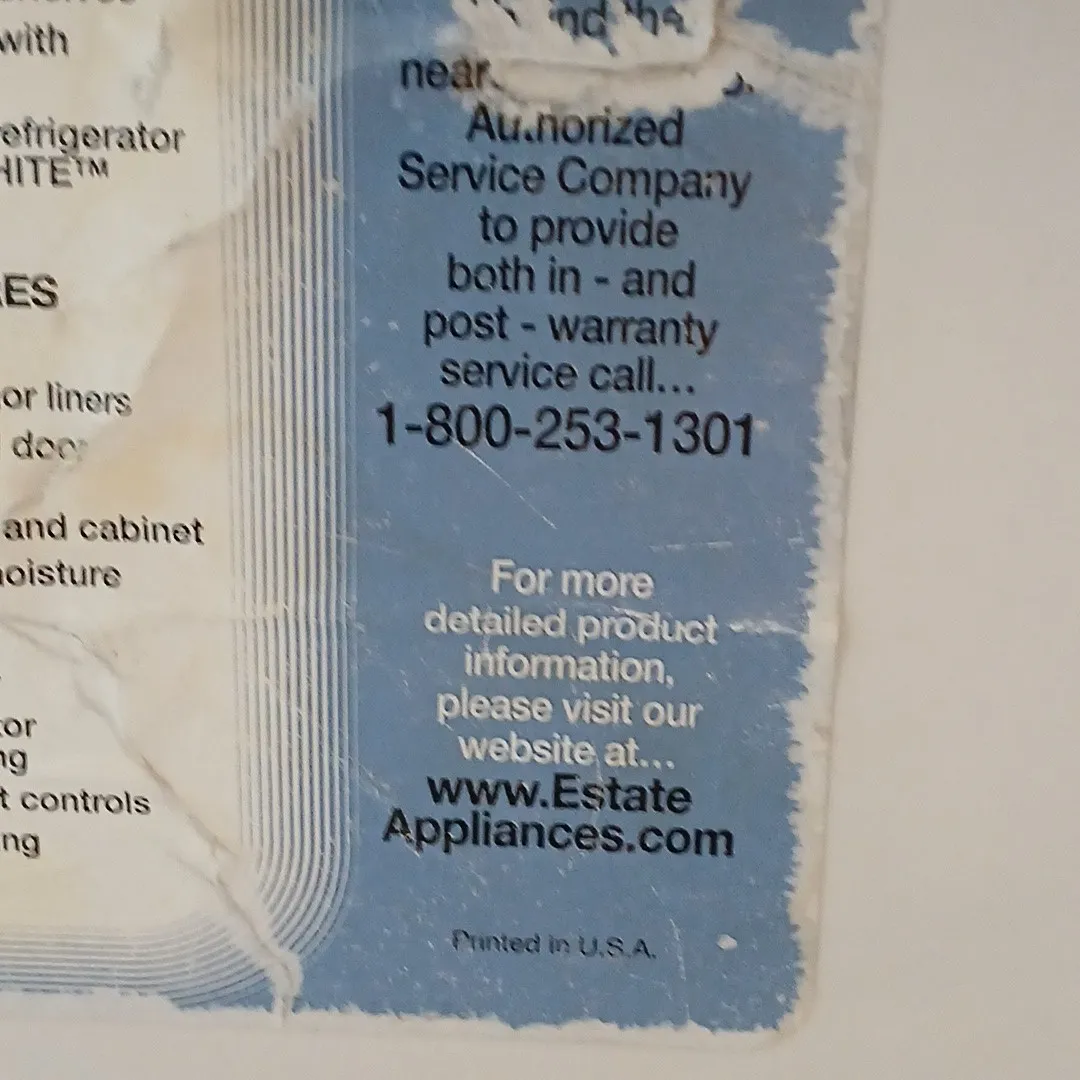 with
efrigerator
HITE™
ES
or liners
and cabinet
oisture
or
ng
t controls
ng
nd the
near
Authorized
Service Company
to provide
both in - and
post - warranty
service call...
1-800-253-1301
For more
detailed product
information,
please visit our
website at...
www.Estate
Appliances.com
Printed in U.S.A.